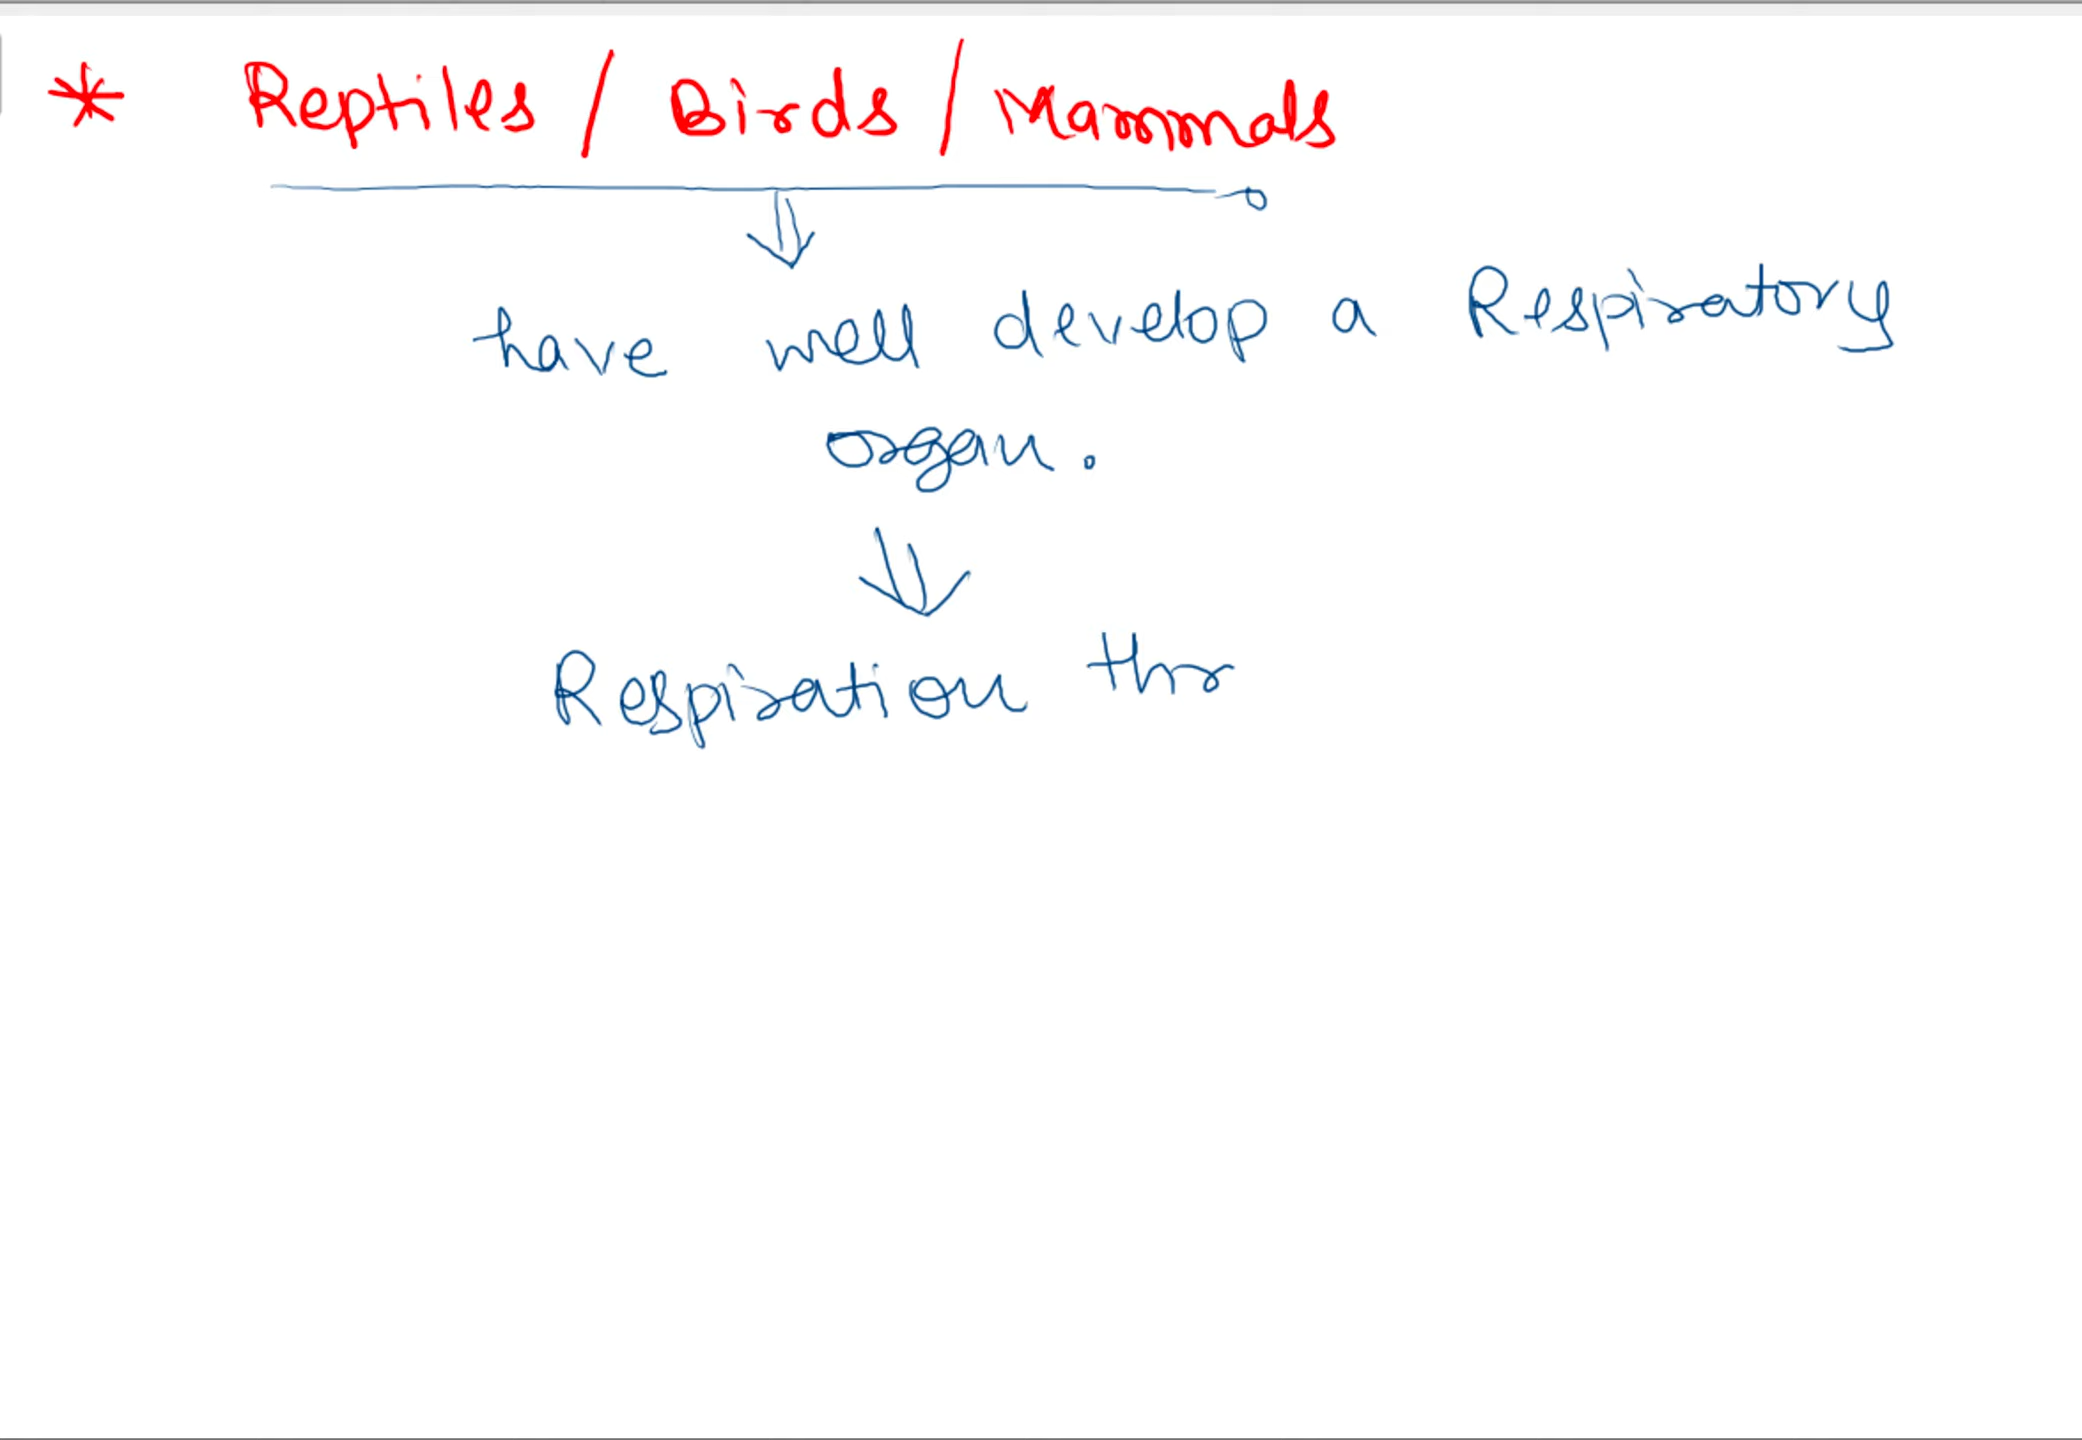 * Reptiles / Birds / Mammals
have well develop a Respiratory
organ.
Respiration thr